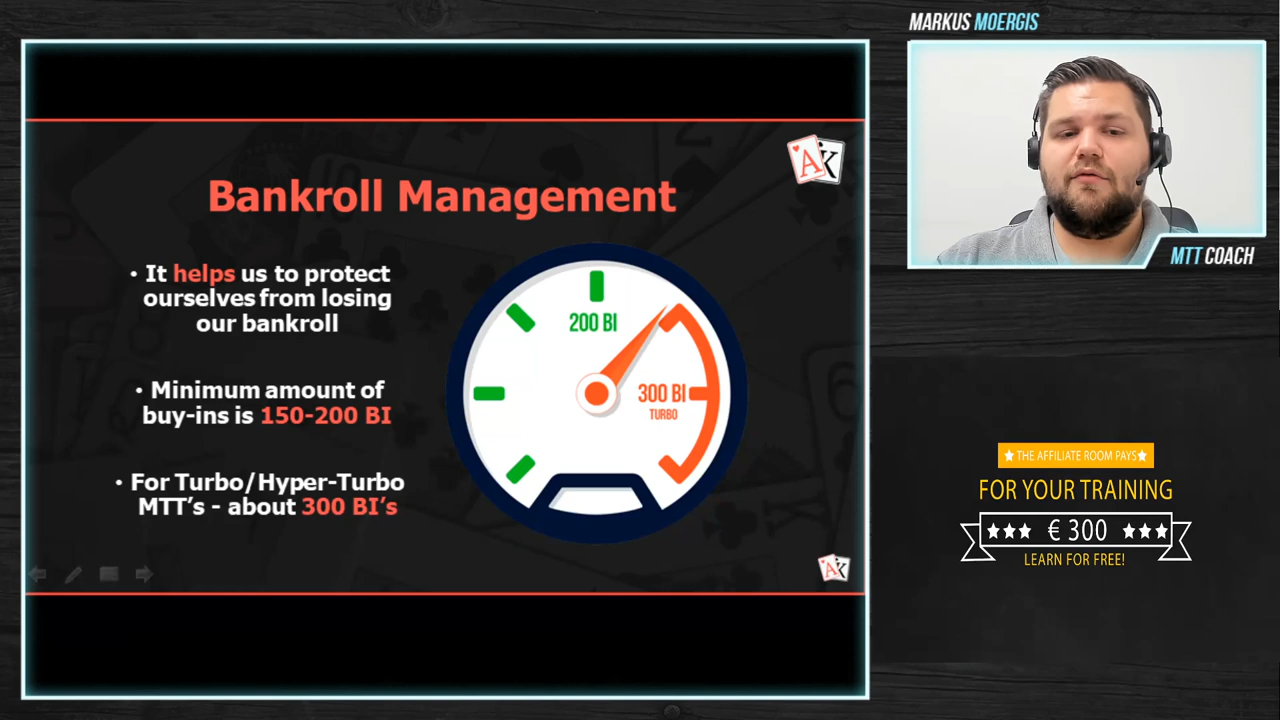 MARKUS MOERGIS
A K
Bankroll Management
• It helps us to protect
ourselves from losing
our bankroll
• Minimum amount of
buy-ins is 150-200 BI
• For Turbo/Hyper-Turbo
MTT's - about 300 BI's
200 BI
300 BI
TURBO
A K
MTT COACH
THE AFFILIATE ROOM PAYS
FOR YOUR TRAINING
€ 300
LEARN FOR FREE!